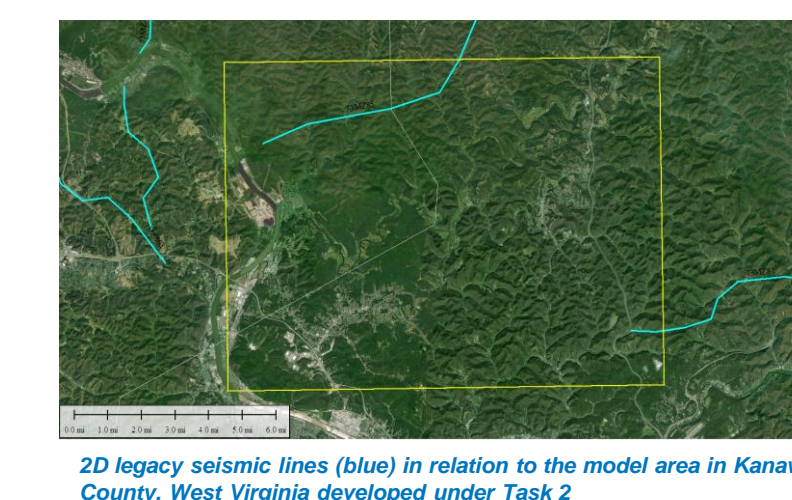 0.0 mi 1.0 mi 2.0 mi 3.0 mi 4.0 mi 5.0 mi 6.0 mi
2D legacy seismic lines (blue) in relation to the model area in Kanaw
County, West Virginia developed under Task 2